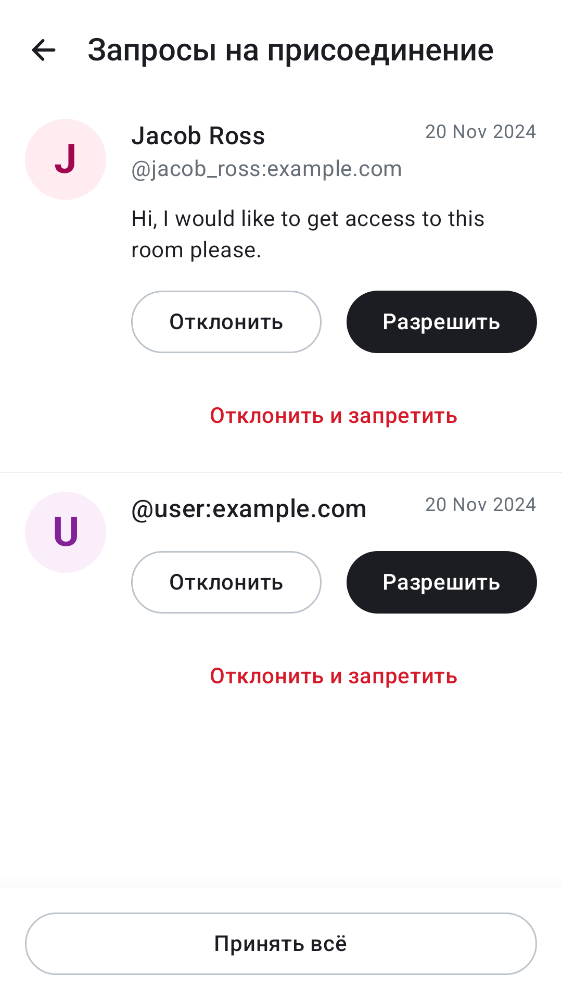 Запросы на присоединение
J
Jacob Ross
20 Nov 2024
@jacob_ross:example.com
Hi, I would like to get access to this
room please.
Отклонить
Разрешить
Отклонить и запретить
U
@user:example.com
20 Nov 2024
Отклонить
Разрешить
Отклонить и запретить
Принять всё